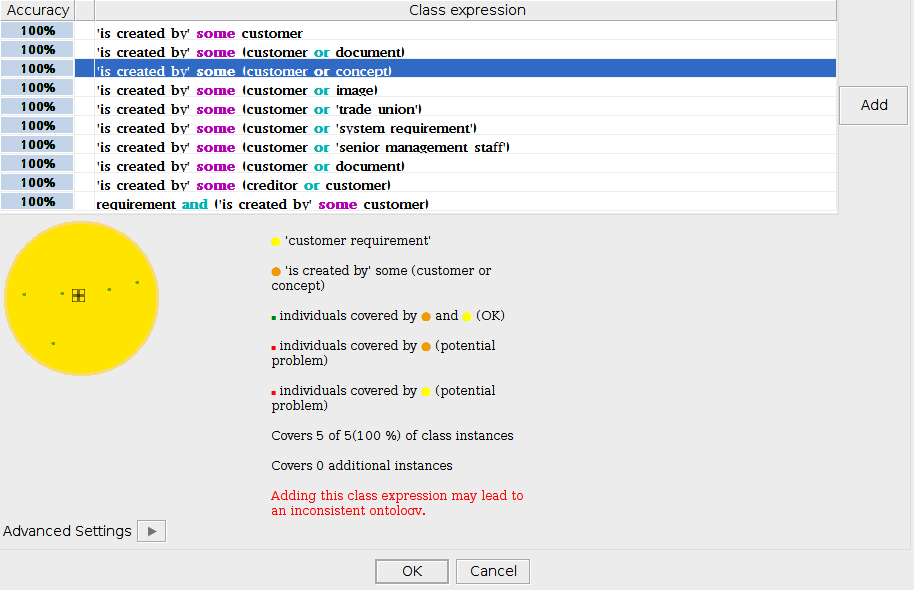 Accuracy Class expression
100% 'is created by' some customer
100% 'is created by' some (customer or document)
100% 'is created by' some (customer or concept)
100% 'is created by' some (customer or image)
100% 'is created by' some (customer or 'trade union')
100% 'is created by' some (customer or 'system requirement')
100% 'is created by' some (customer or 'senior management staff')
100% 'is created by' some (customer or document)
100% 'is created by' some (creditor or customer)
100% requirement and ('is created by' some customer)
Add
'customer requirement'
'is created by' some (customer or
concept)
individuals covered by and (OK)
individuals covered by (potential
problem)
individuals covered by (potential
problem)
Covers 5 of 5(100 %) of class instances
Covers 0 additional instances
Adding this class expression may lead to
an inconsistent ontology.
Advanced Settings
OK Cancel